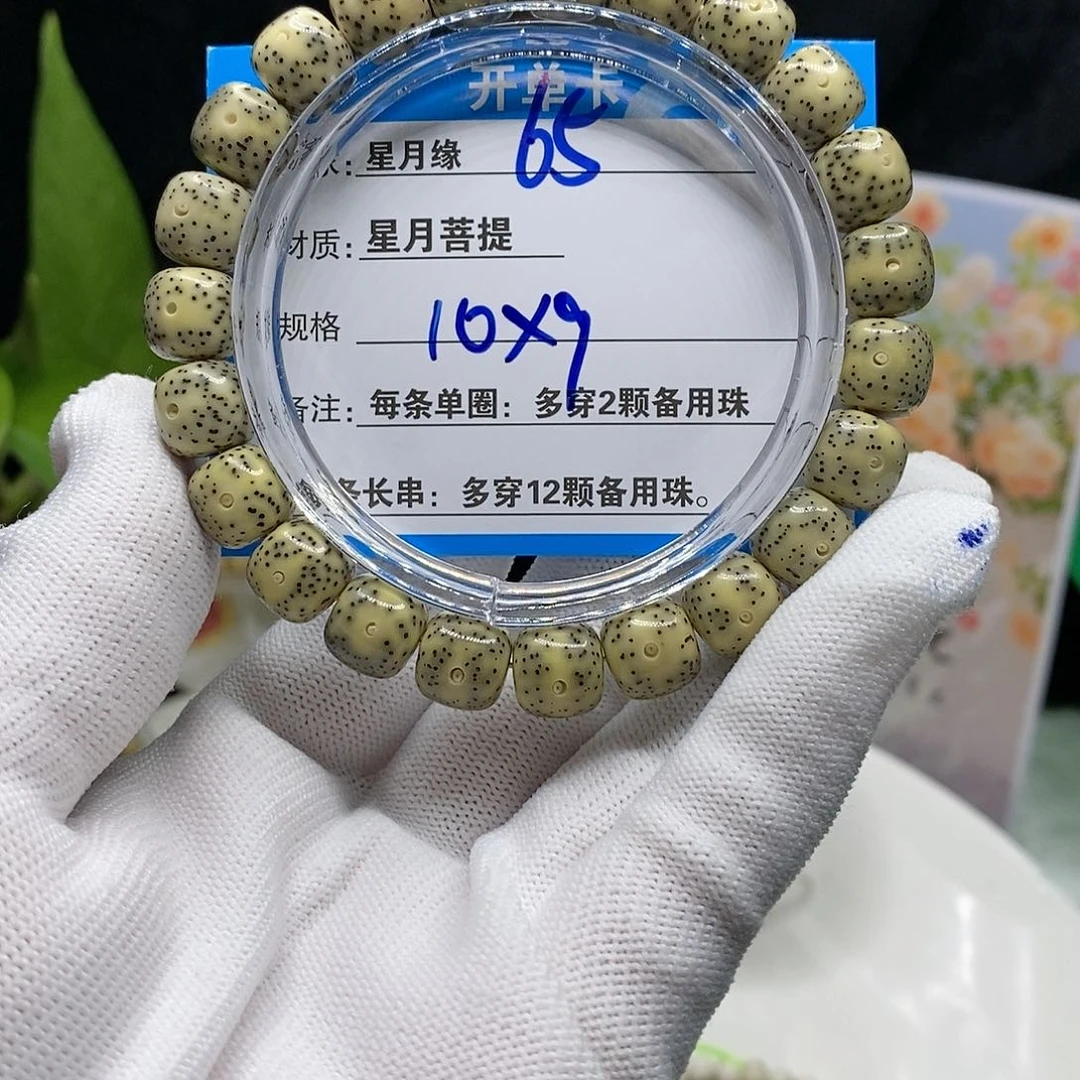 开单卡
65
星月缘
材质：星月菩提
规格 10X9
备注：每条单圈：多穿2颗备用珠
每条长串：多穿12颗备用珠。